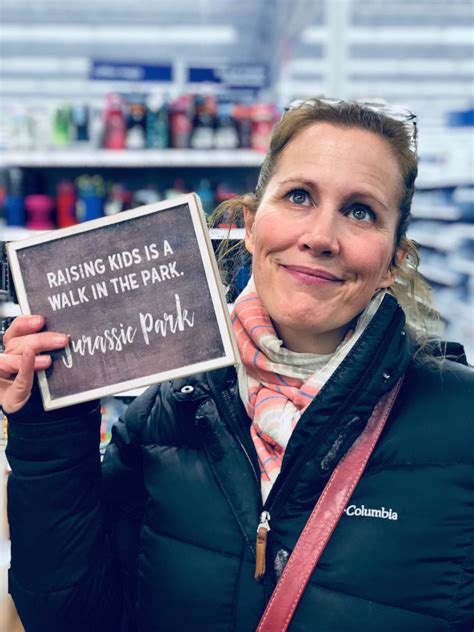 RAISING KIDS IS A
WALK IN THE PARK.
Jurassic Park
Columbia